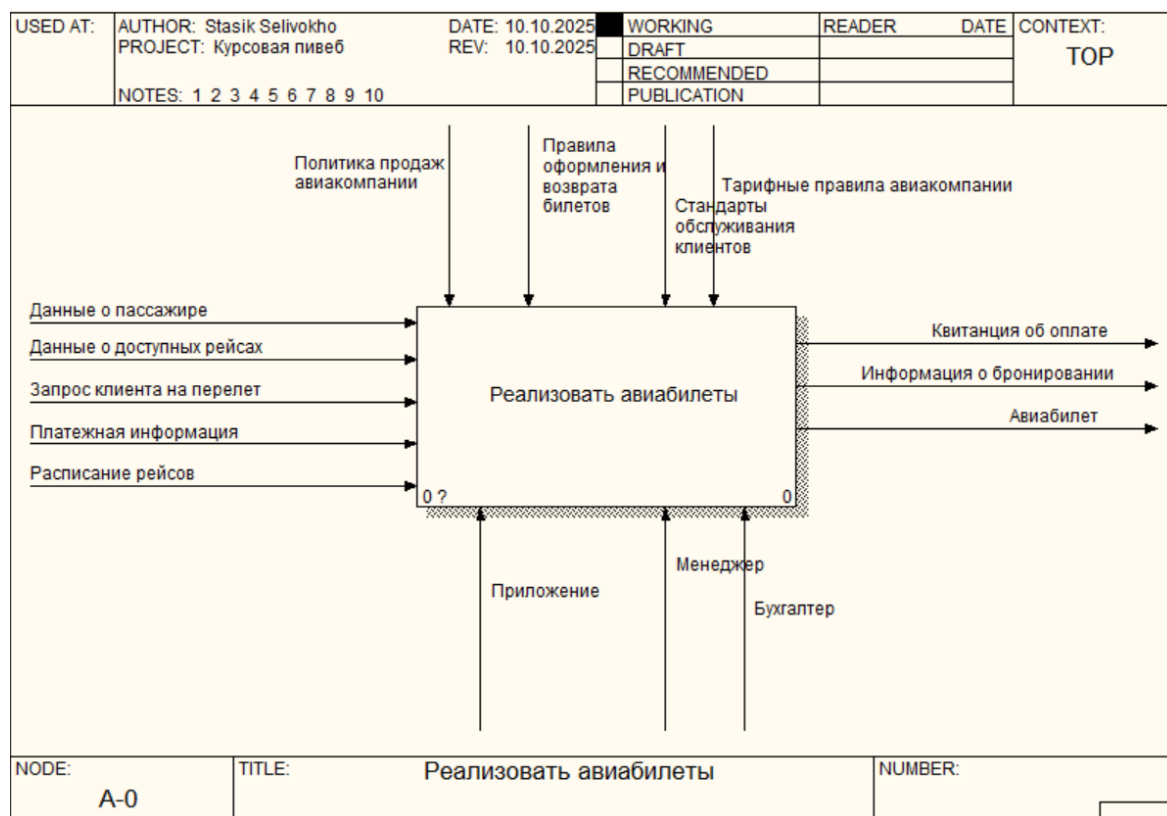 USED AT:
AUTHOR: Stasik Selivokho
DATE: 10.10.2025
PROJECT: Курсовая пивеб
REV: 10.10.2025
NOTES: 1 2 3 4 5 6 7 8 9 10
WORKING
DRAFT
RECOMMENDED
PUBLICATION
READER
DATE
CONTEXT:
TOP
Политика продаж
авиакомпании
Правила
оформления и
возврата
билетов
Стандарты
обслуживания
клиентов
Тарифные правила авиакомпании
Данные о пассажире
Данные о доступных рейсах
Запрос клиента на перелет
Платежная информация
Расписание рейсов
Реализовать авиабилеты
0 ?
0
Квитанция об оплате
Информация о бронировании
Авиабилет
Приложение
Менеджер
Бухгалтер
NODE:
A-0
TITLE:
Реализовать авиабилеты
NUMBER: